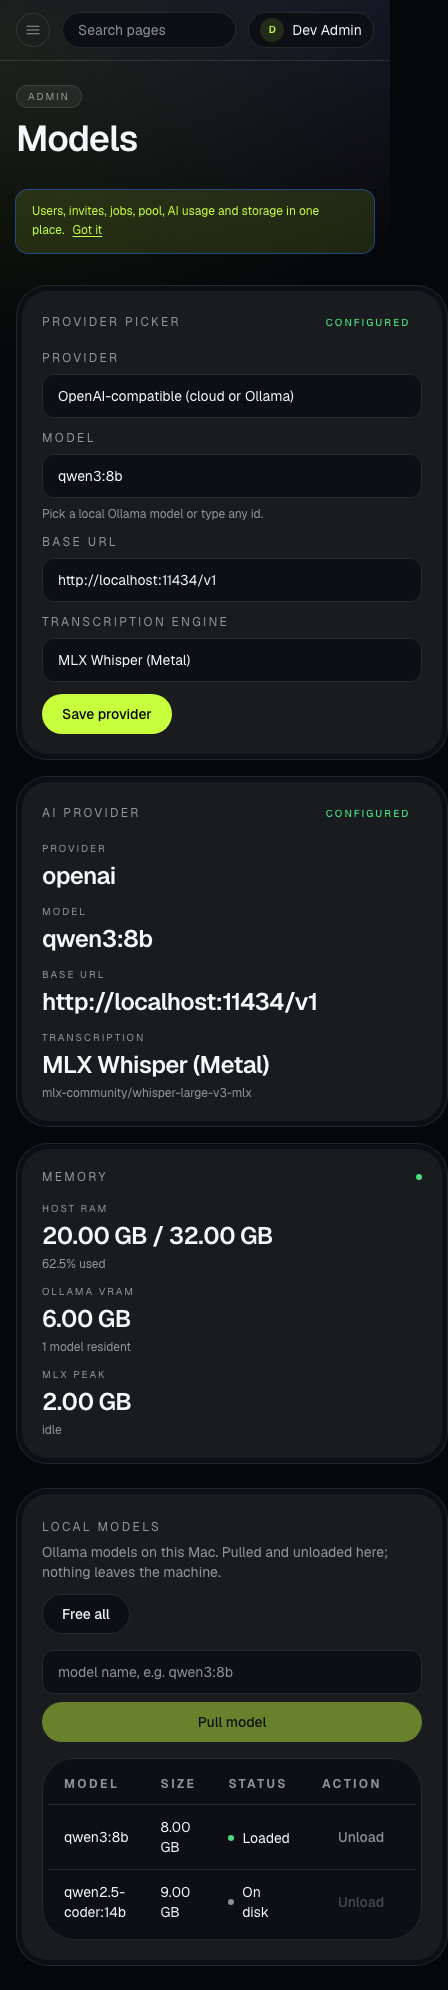 Search pages
D
Dev Admin
ADMIN
Models
Users, invites, jobs, pool, AI usage and storage in one
place. Got it
PROVIDER PICKER
CONFIGURED
PROVIDER
OpenAI-compatible (cloud or Ollama)
MODEL
qwen3:8b
Pick a local Ollama model or type any id.
BASE URL
http://localhost:11434/v1
TRANSCRIPTION ENGINE
MLX Whisper (Metal)
Save provider
AI PROVIDER
CONFIGURED
PROVIDER
openai
MODEL
qwen3:8b
BASE URL
http://localhost:11434/v1
TRANSCRIPTION
MLX Whisper (Metal)
mlx-community/whisper-large-v3-mlx
MEMORY
HOST RAM
20.00 GB / 32.00 GB
62.5% used
OLLAMA VRAM
6.00 GB
1 model resident
MLX PEAK
2.00 GB
idle
LOCAL MODELS
Ollama models on this Mac. Pulled and unloaded here;
nothing leaves the machine.
Free all
model name, e.g. qwen3:8b
Pull model
MODEL SIZE STATUS ACTION
qwen3:8b 8.00 GB Loaded Unload
qwen2.5-coder:14b 9.00 GB On disk Unload